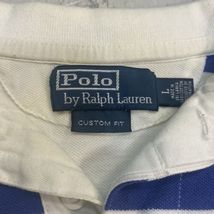 Polo
by Ralph Lauren
CUSTOM FIT
L